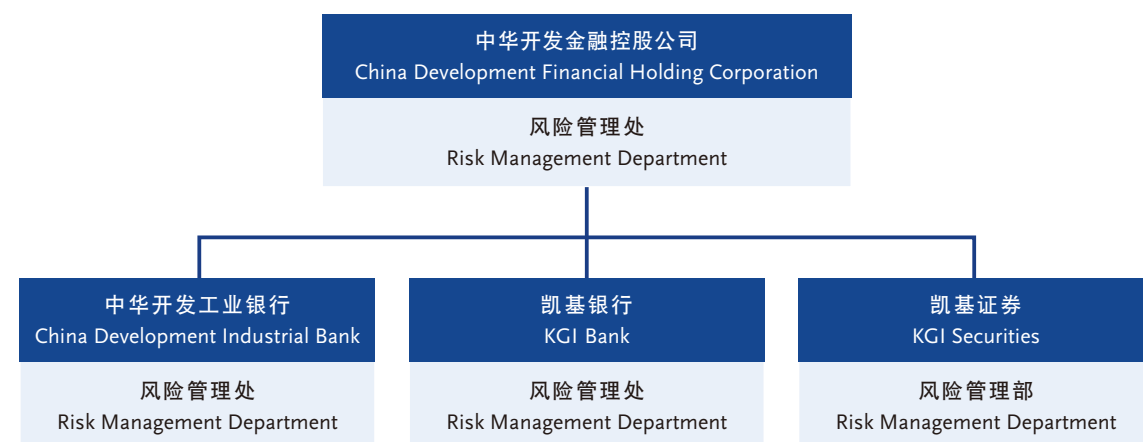 中华开发金融控股公司
China Development Financial Holding Corporation
风险管理处
Risk Management Department
中华开发工业银行
China Development Industrial Bank
风险管理处
Risk Management Department
凯基银行
KGI Bank
风险管理处
Risk Management Department
凯基证券
KGI Securities
风险管理部
Risk Management Department